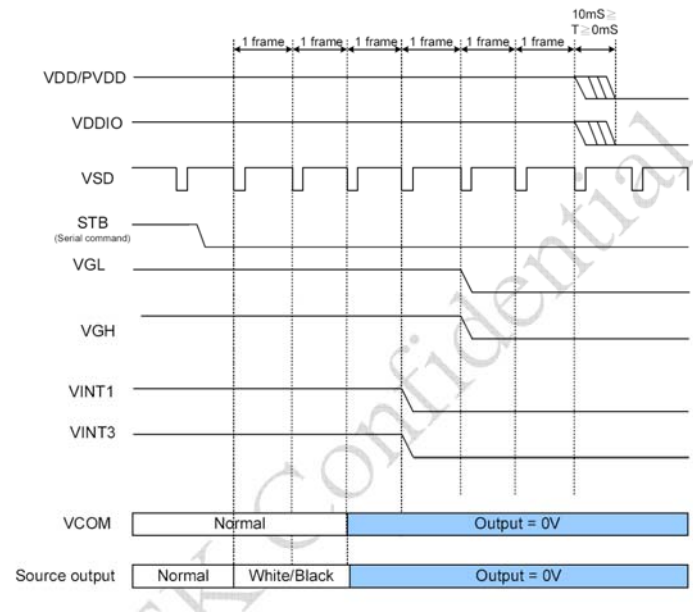 10mS≧
T≧0mS
1 frame 1 frame 1 frame 1 frame 1 frame 1 frame
VDD/PVDD
VDDIO
VSD
STB
(Serial command)
VGL
VGH
VINT1
VINT3
VCOM Normal Output = 0V
Source output Normal White/Black Output = 0V
Confidential